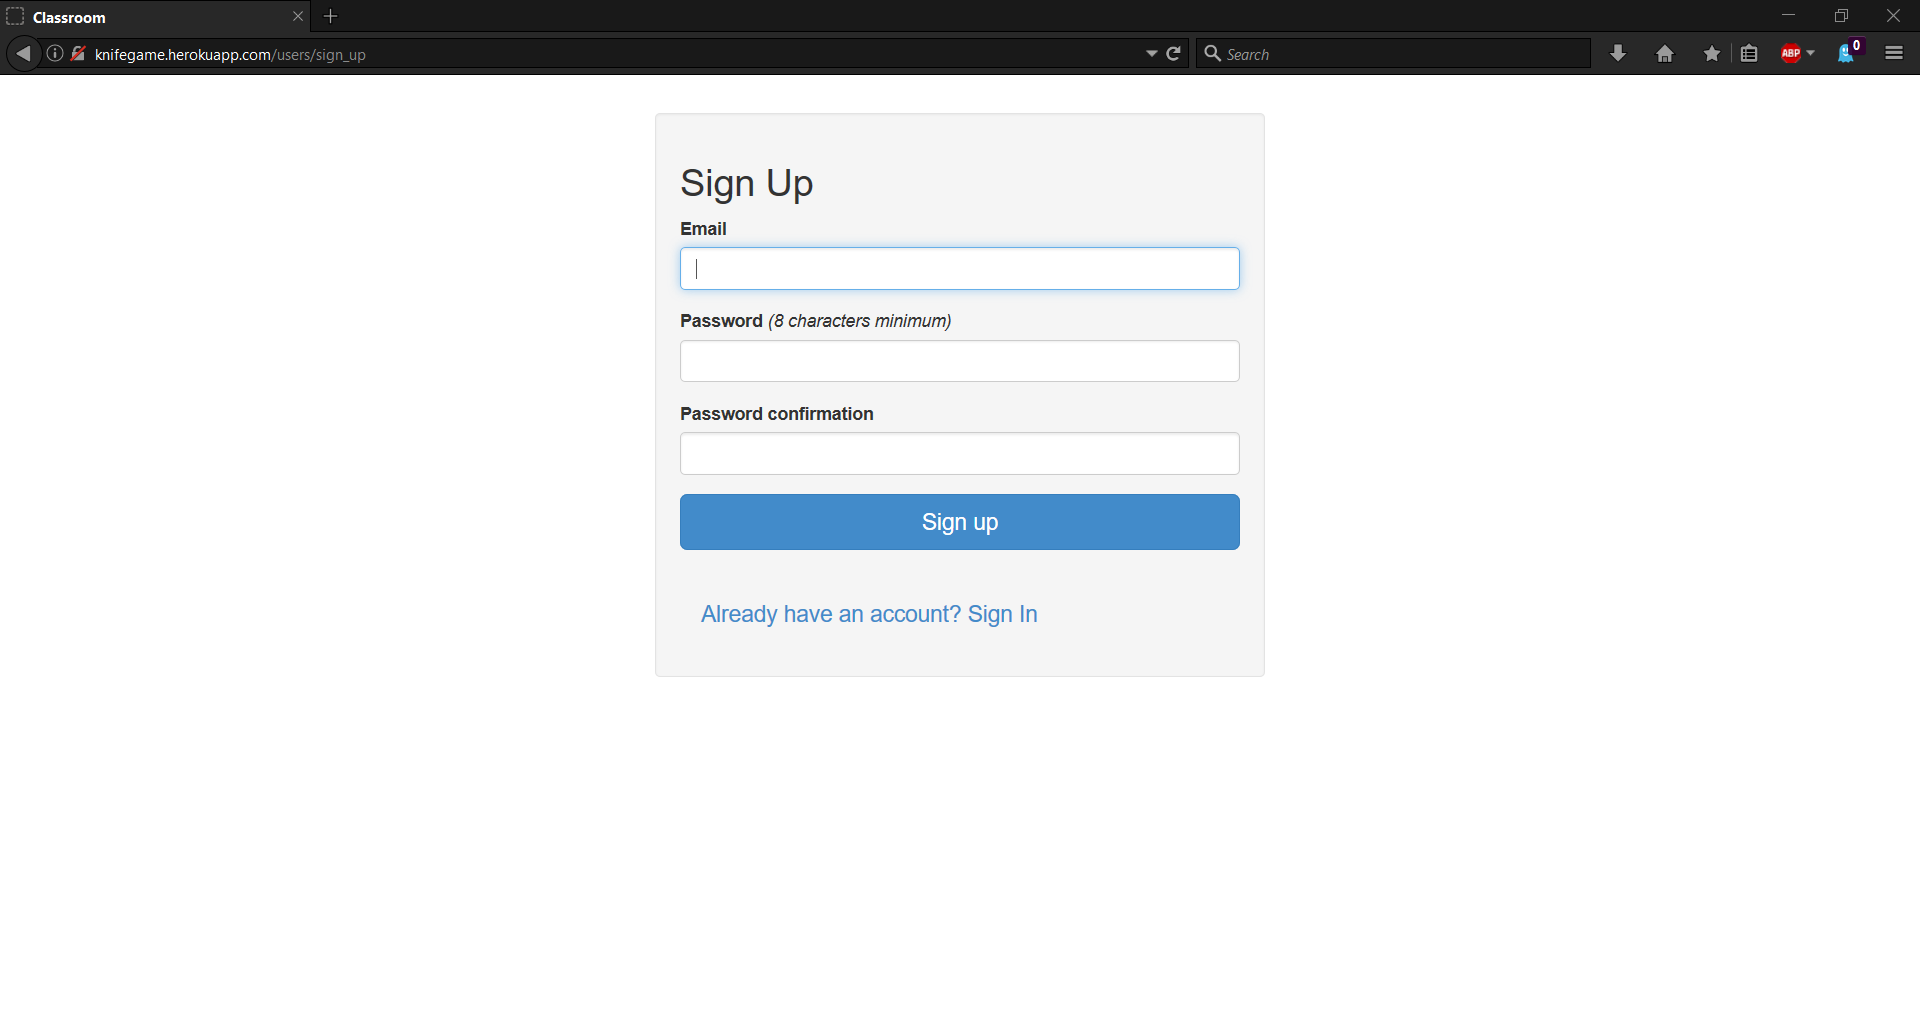 Classroom
knifegame.herokuapp.com/users/sign_up
Search
ABP
0
Sign Up
Email
Password (8 characters minimum)
Password confirmation
Sign up
Already have an account? Sign In